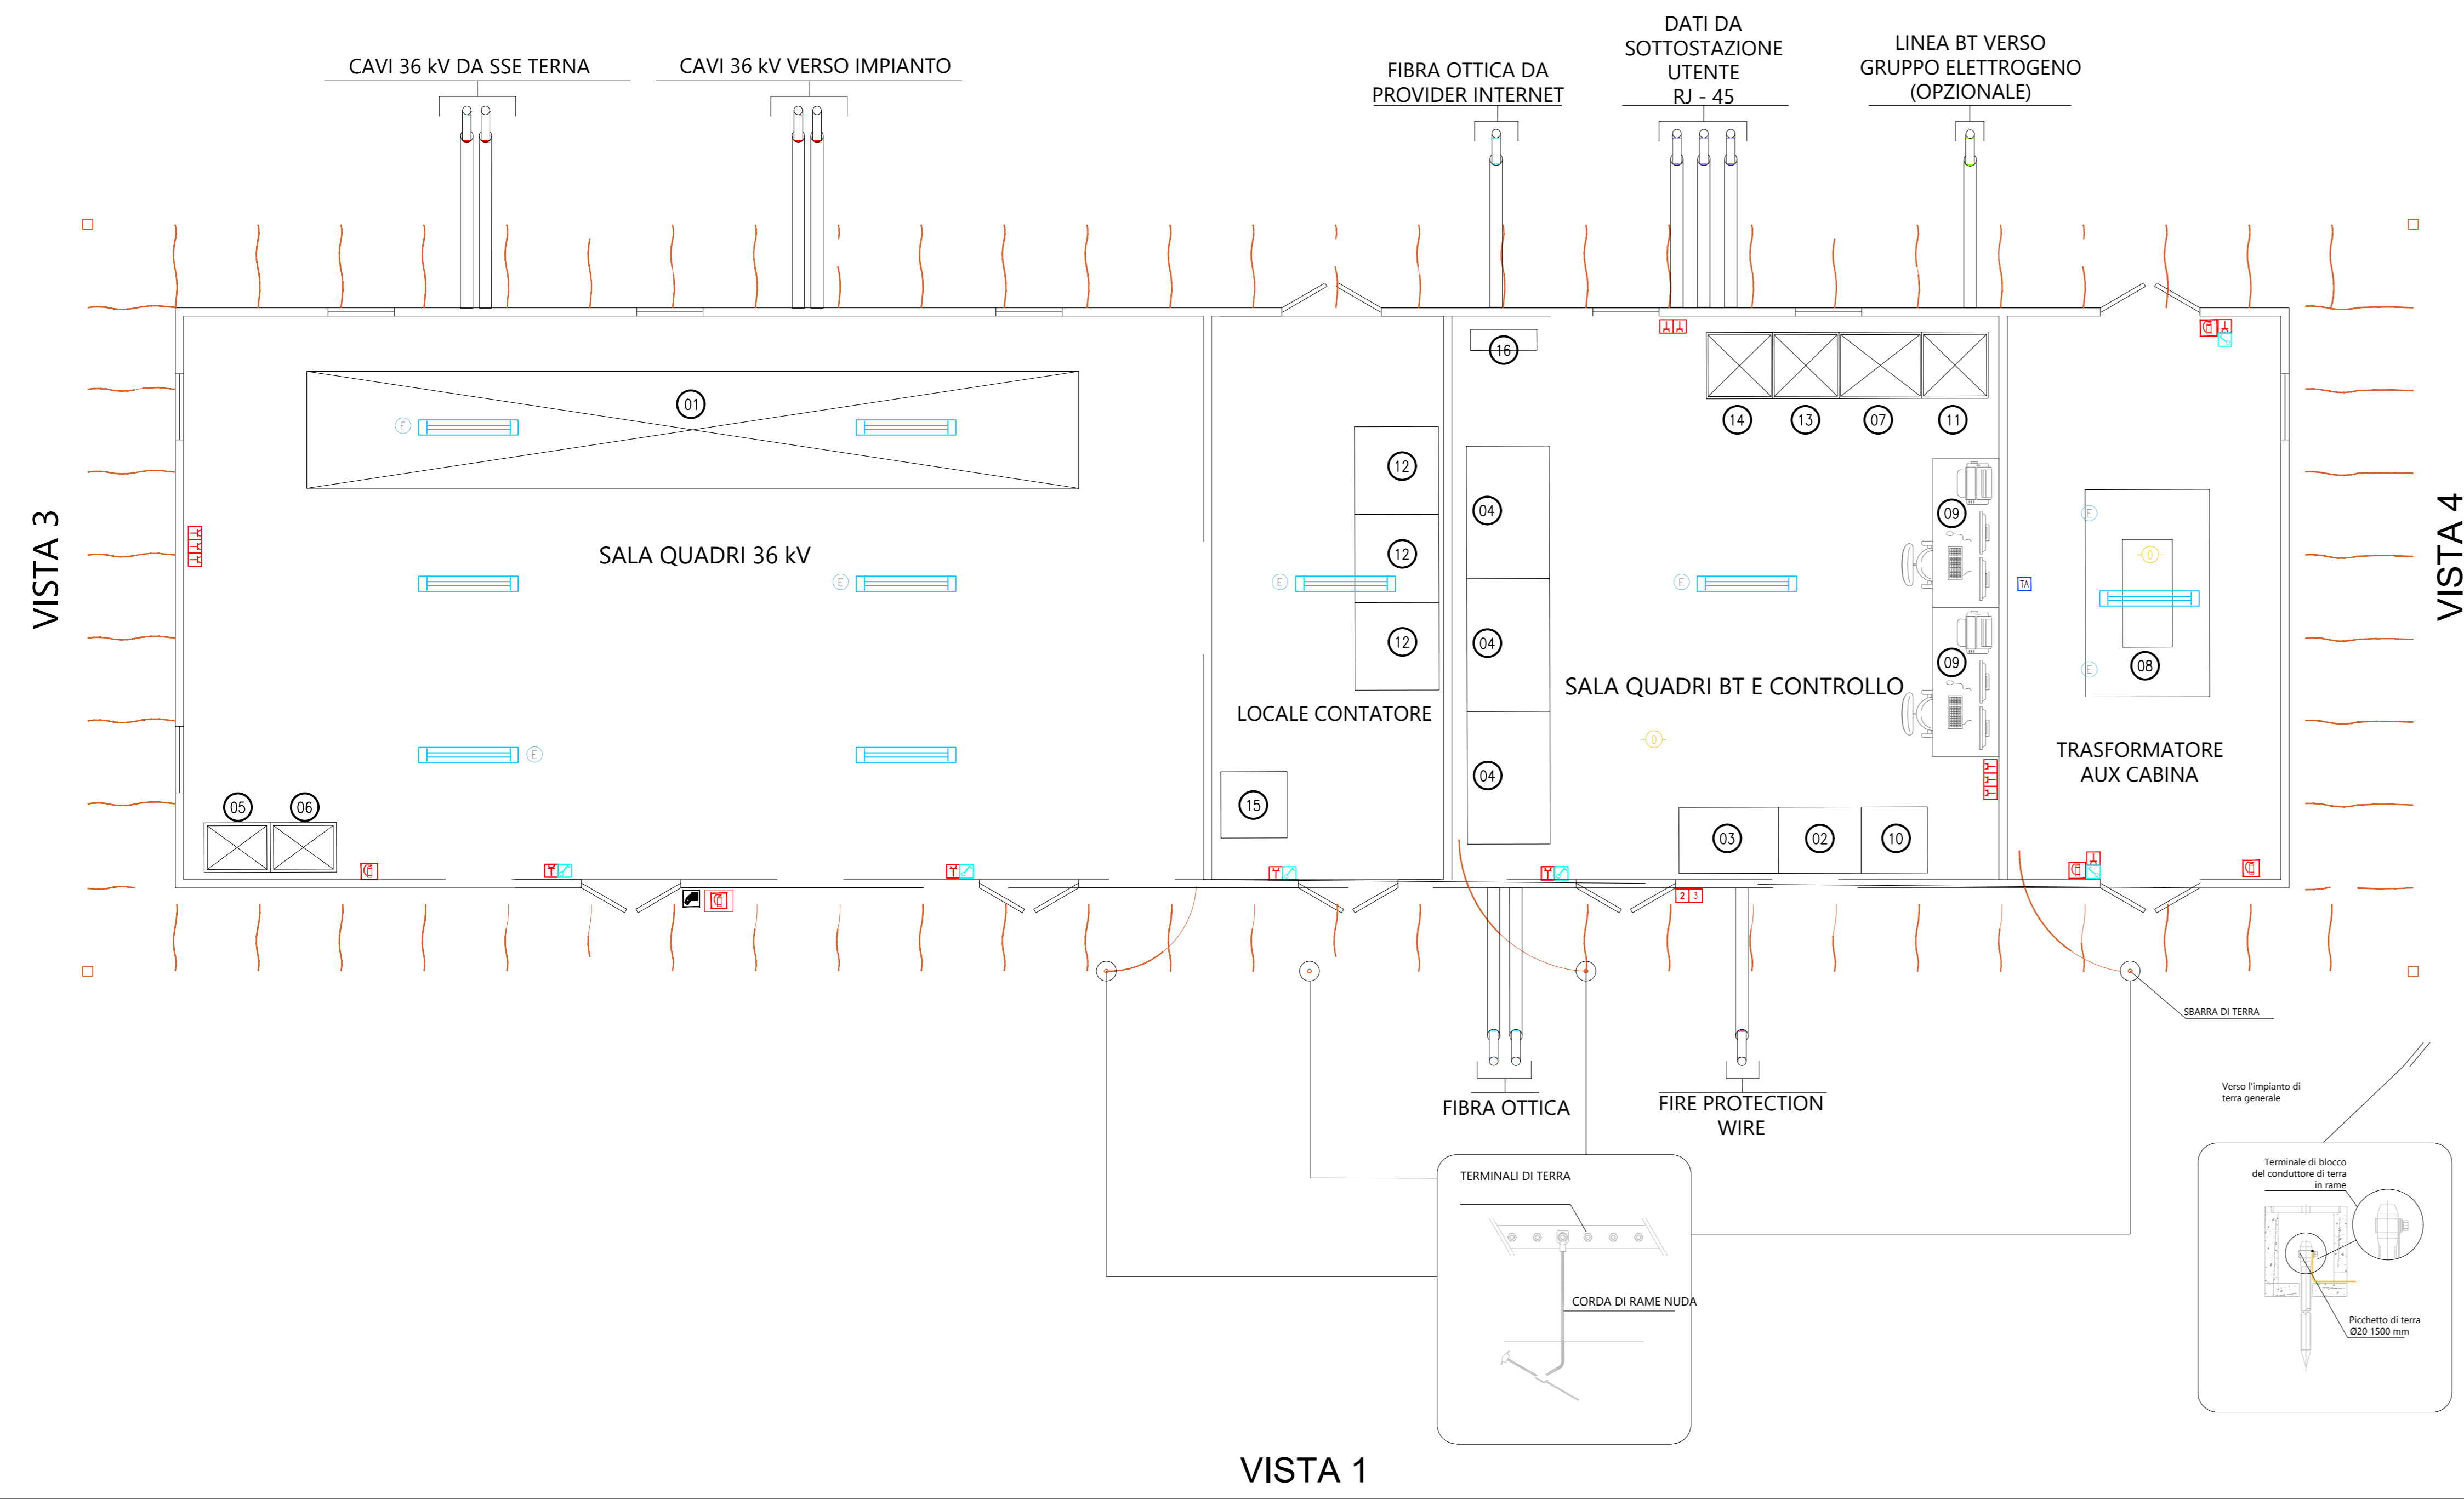 DATI DA
SOTTOSTAZIONE
UTENTE
RJ - 45
LINEA BT VERSO
GRUPPO ELETTROGENO
(OPZIONALE)
CAVI 36 kV DA SSE TERNA
CAVI 36 kV VERSO IMPIANTO
FIBRA OTTICA DA
PROVIDER INTERNET
16
01
14
13
07
11
E
12
04
09
E
VISTA 3
VISTA 4
SALA QUADRI 36 kV
12
E
E
E
TA
12
04
09
08
E
SALA QUADRI BT E CONTROLLO
LOCALE CONTATORE
TRASFORMATORE
AUX CABINA
E
04
05
06
15
03
02
10
2 3
SBARRA DI TERRA
Verso l'impianto di
terra generale
FIBRA OTTICA
FIRE PROTECTION
WIRE
TERMINALI DI TERRA
CORDA DI RAME NUDA
Terminale di blocco
del conduttore di terra
in rame
Picchetto di terra
Ø20 1500 mm
VISTA 1